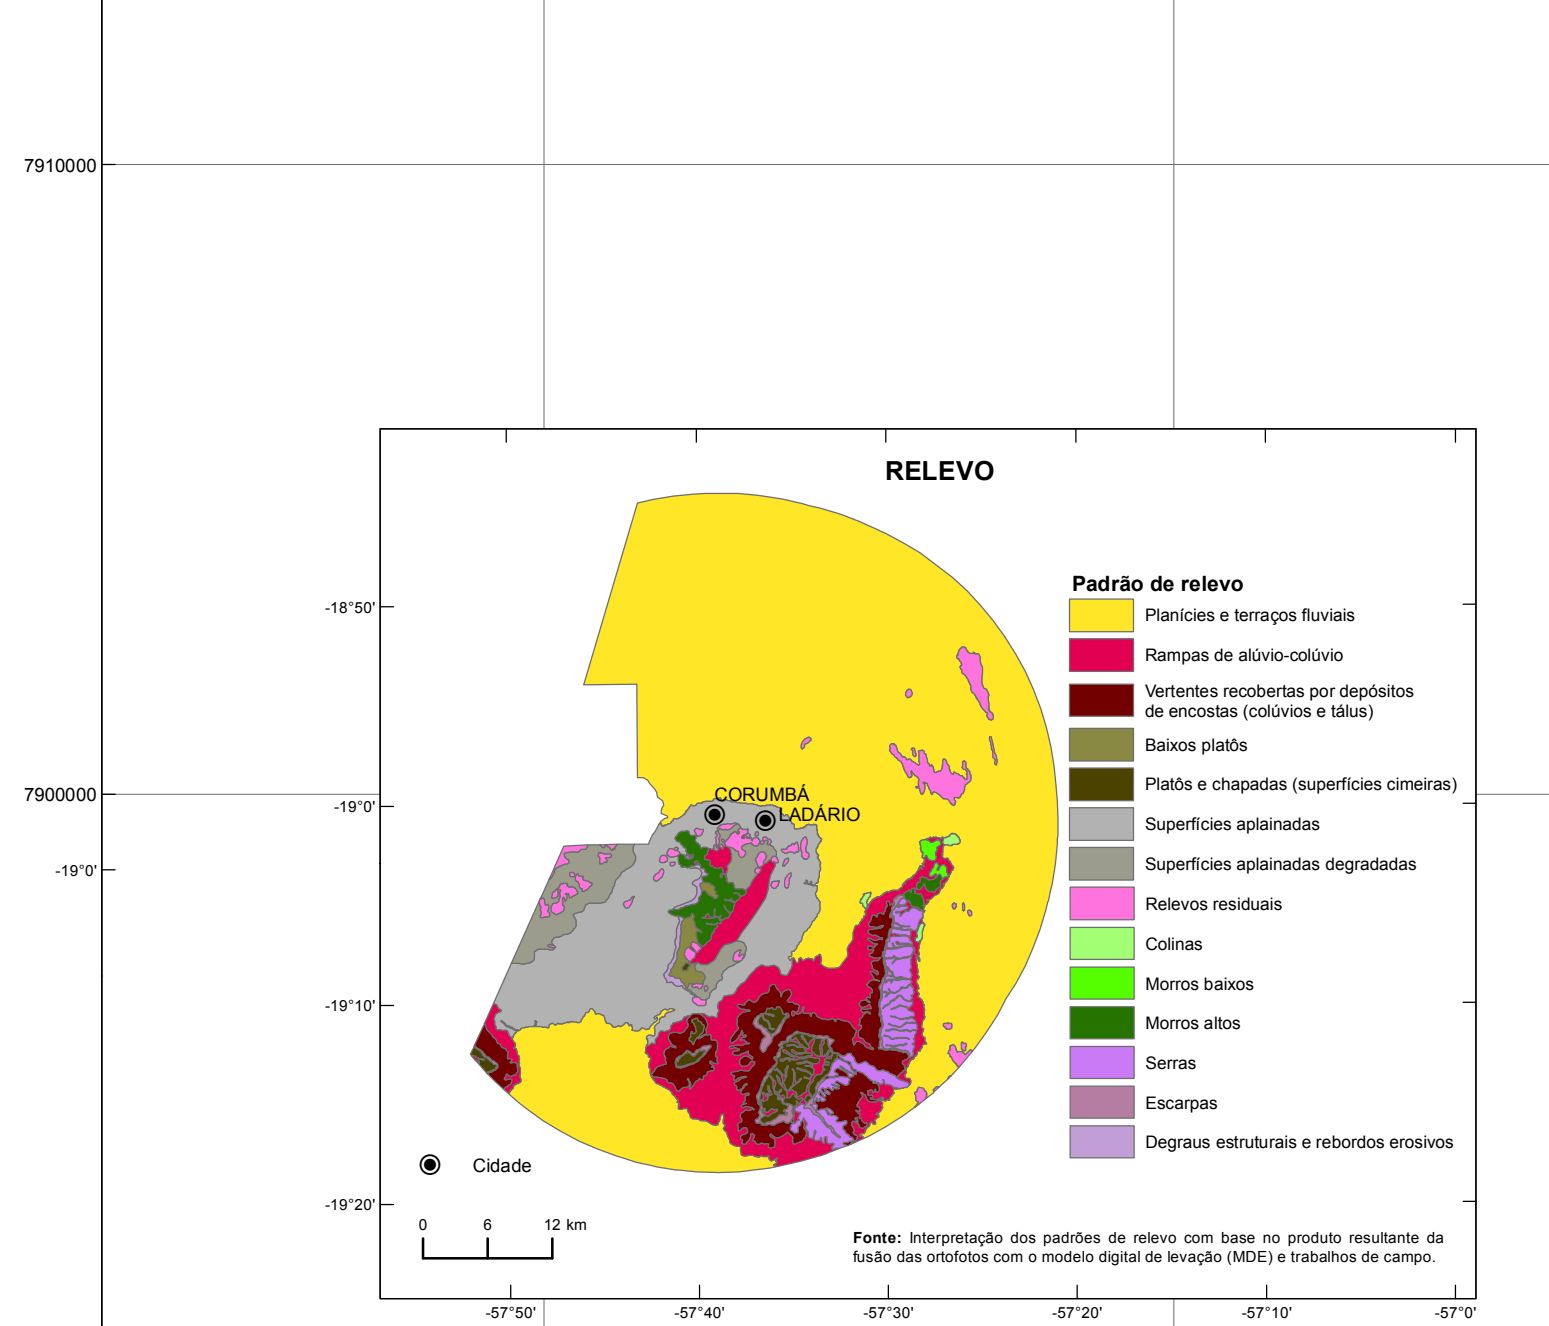 7910000
RELEVO
Padrão de relevo
-18°50'
Planícies e terraços fluviais
Rampas de alúvio-colúvio
Vertentes recobertas por depósitos
de encostas (colúvios e tálus)
Baixos platôs
Platôs e chapadas (superfícies cimeiras)
7900000
CORUMBÁ
-19°0'
LADÁRIO
Superfícies aplainadas
-19°0'
Superfícies aplainadas degradadas
Relevos residuais
Colinas
Morros baixos
-19°10'
Morros altos
Serras
Escarpas
Degraus estruturais e rebordos erosivos
Cidade
-19°20'
0 6 12 km
Fonte: Interpretação dos padrões de relevo com base no produto resultante da
fusão das ortofotos com o modelo digital de levação (MDE) e trabalhos de campo.
-57°50' -57°40' -57°30' -57°20' -57°10' -57°0'